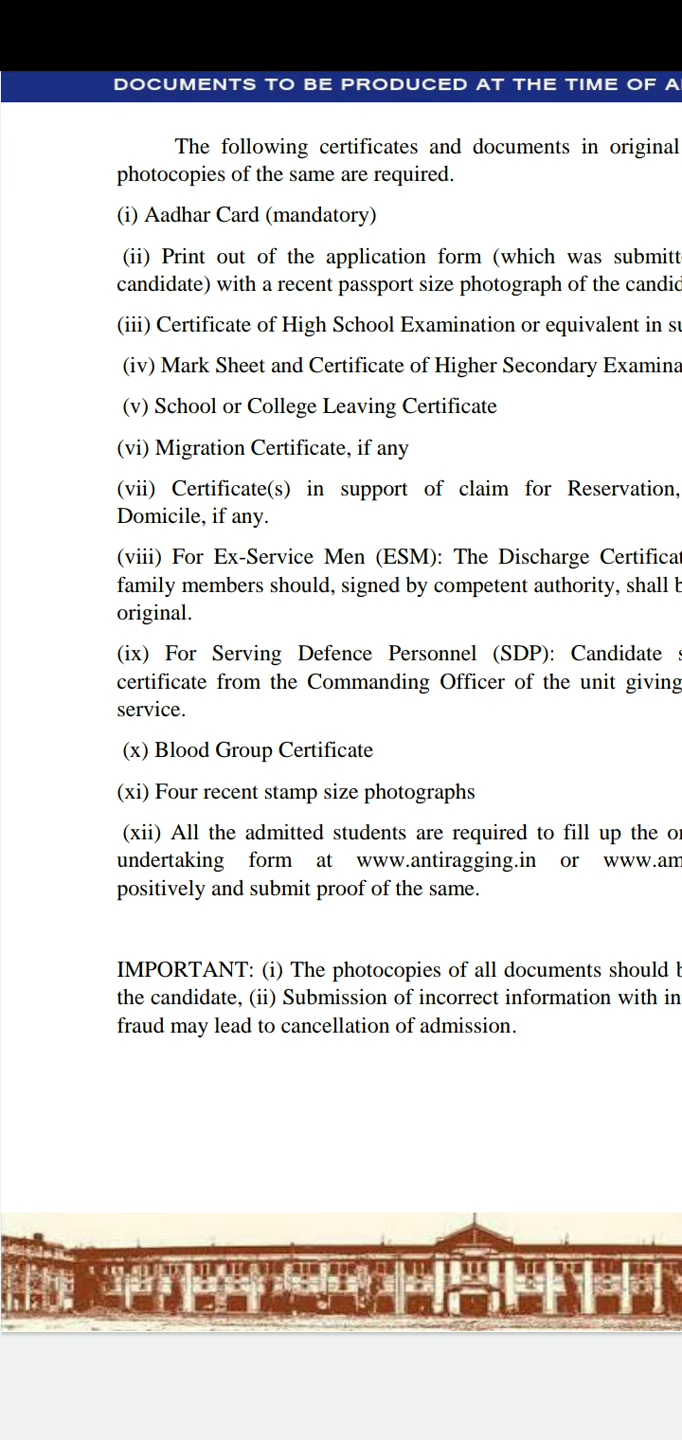 DOCUMENTS TO BE PRODUCED AT THE TIME OF
The following certificates and documents in original
photocopies of the same are required.
(i) Aadhar Card (mandatory)
(ii) Print out of the application form (which was
candidate) with a recent passport size photograph of the
(iii) Certificate of High School Examination or equivalent in
(iv) Mark Sheet and Certificate of Higher Secondary
(v) School or College Leaving Certificate
(vi) Migration Certificate, if any
(vii) Certificate(s) in support of claim for Reservation,
Domicile, if any.
(viii) For Ex-Service Men (ESM): The Discharge
family members should, signed by competent authority, shall
original.
(ix) For Serving Defence Personnel (SDP): Candidate
certificate from the Commanding Officer of the unit giving
service.
(x) Blood Group Certificate
(xi) Four recent stamp size photographs
(xii) All the admitted students are required to fill up the
undertaking form at www.antiragging.in or www.am
positively and submit proof of the same.
IMPORTANT: (i) The photocopies of all documents should
the candidate, (ii) Submission of incorrect information with
fraud may lead to cancellation of admission.